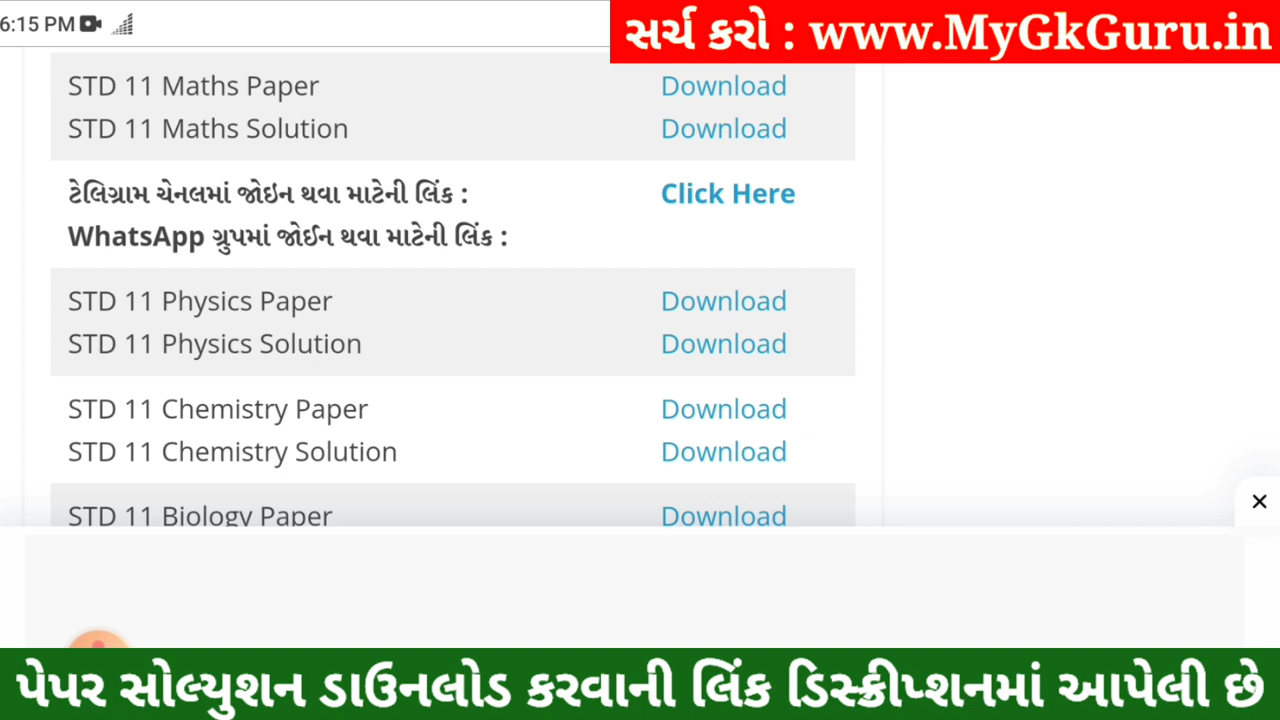 6:15 PM
સર્ચ કરો : www.MyGkGuru.in
STD 11 Maths Paper Download
STD 11 Maths Solution Download
ટેલિગ્રામ ચેનલમાં જોઇન થવા માટેની લિંક : Click Here
WhatsApp ગ્રુપમાં જોઈન થવા માટેની લિંક :
STD 11 Physics Paper Download
STD 11 Physics Solution Download
STD 11 Chemistry Paper Download
STD 11 Chemistry Solution Download
STD 11 Biology Paper Download
પેપર સોલ્યુશન ડાઉનલોડ કરવાની લિંક ડિસ્ક્રીપ્શનમાં આપેલી છે